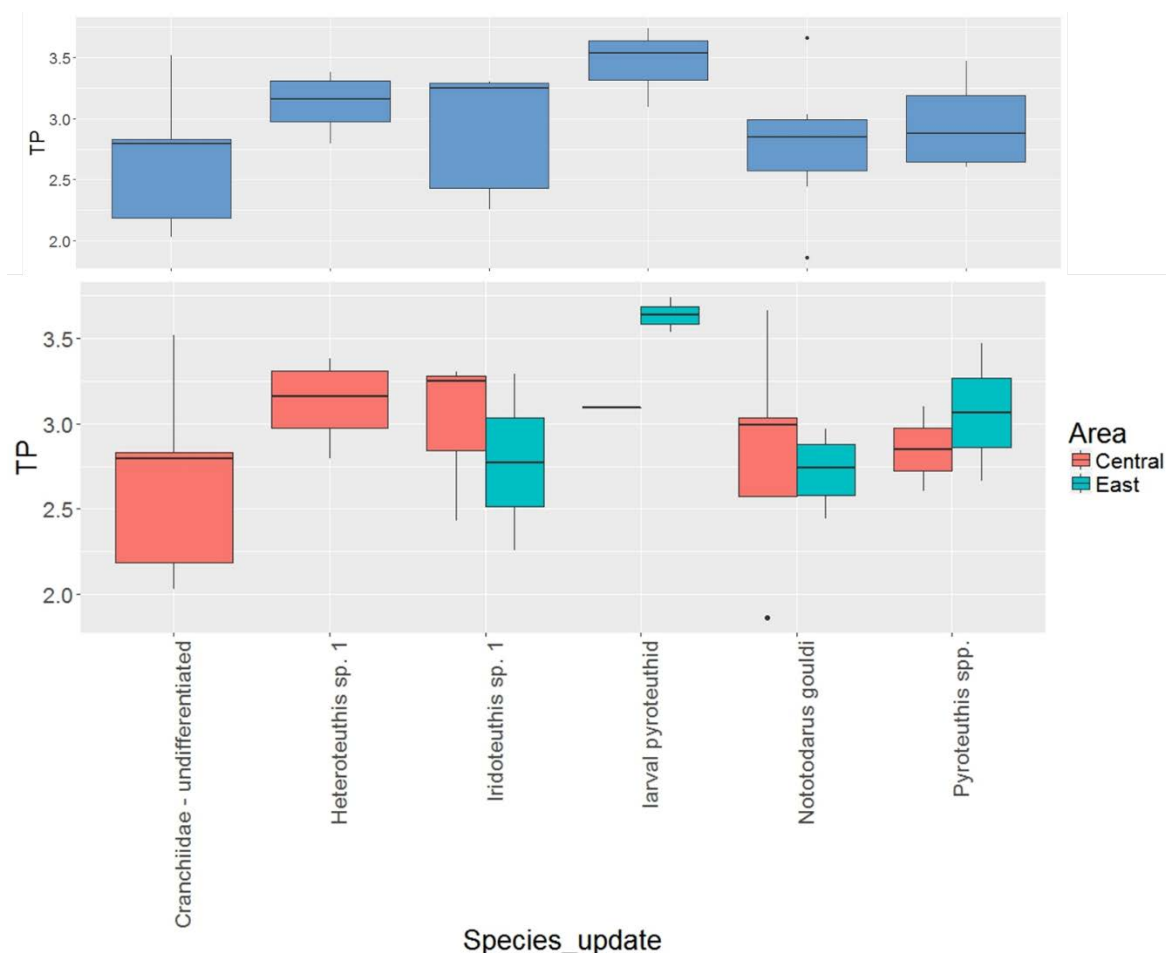 TP
3.5
3.0
2.5
2.0
TP
3.5
3.0
2.5
2.0
Cranchiidae - undifferentiated
Heteroteuthis sp. 1
Iridoteuthis sp. 1
larval pyroteuthid
Nototodarus gouldi
Pyroteuthis spp.
Species_update
Area
Central
East